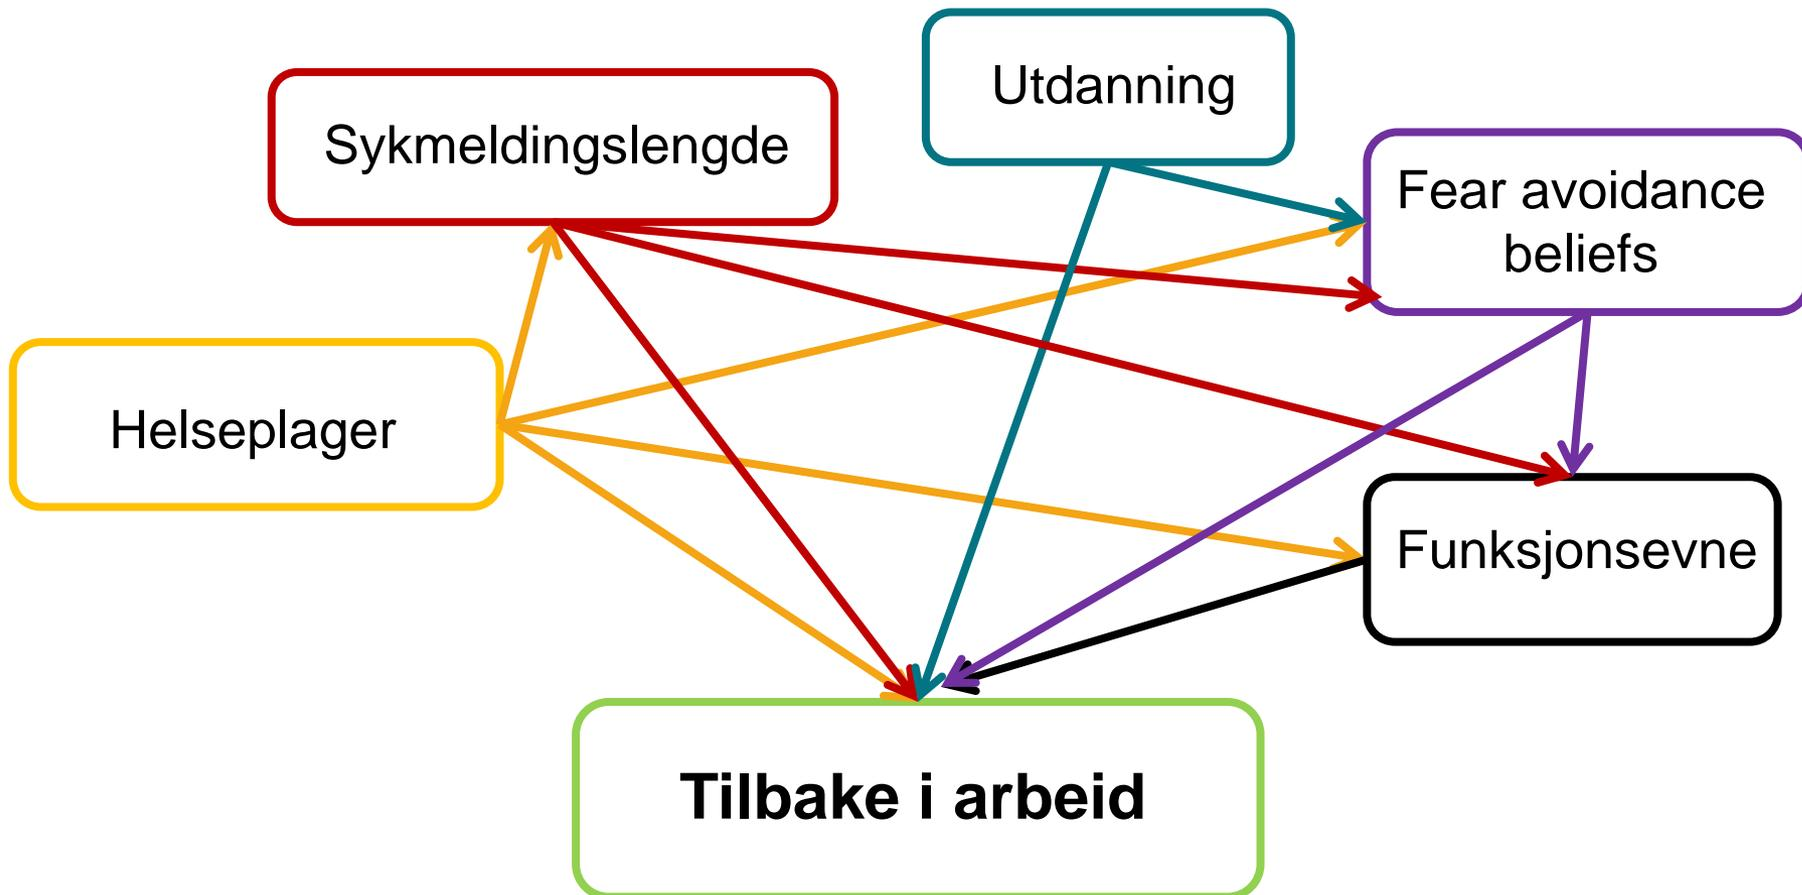 Utdanning
Sykmeldingslengde
Fear avoidance
beliefs
Helseplager
Funksjonsevne
Tilbake i arbeid